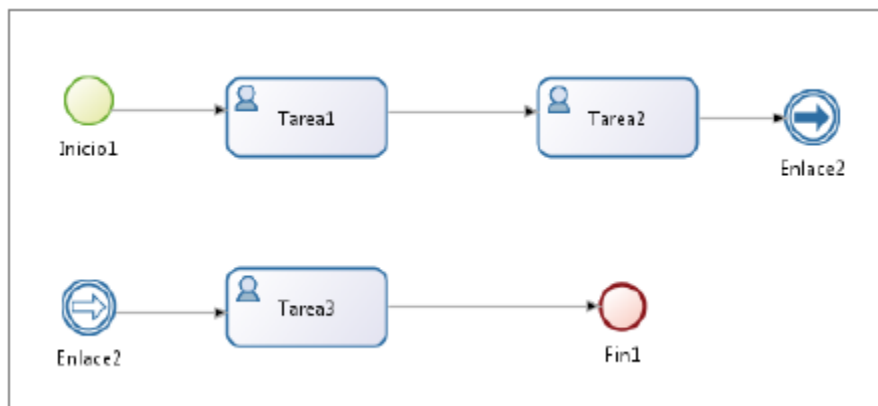 Tarea1
Tarea2
Inicio1
Enlace2
Tarea3
Enlace2
Fin1